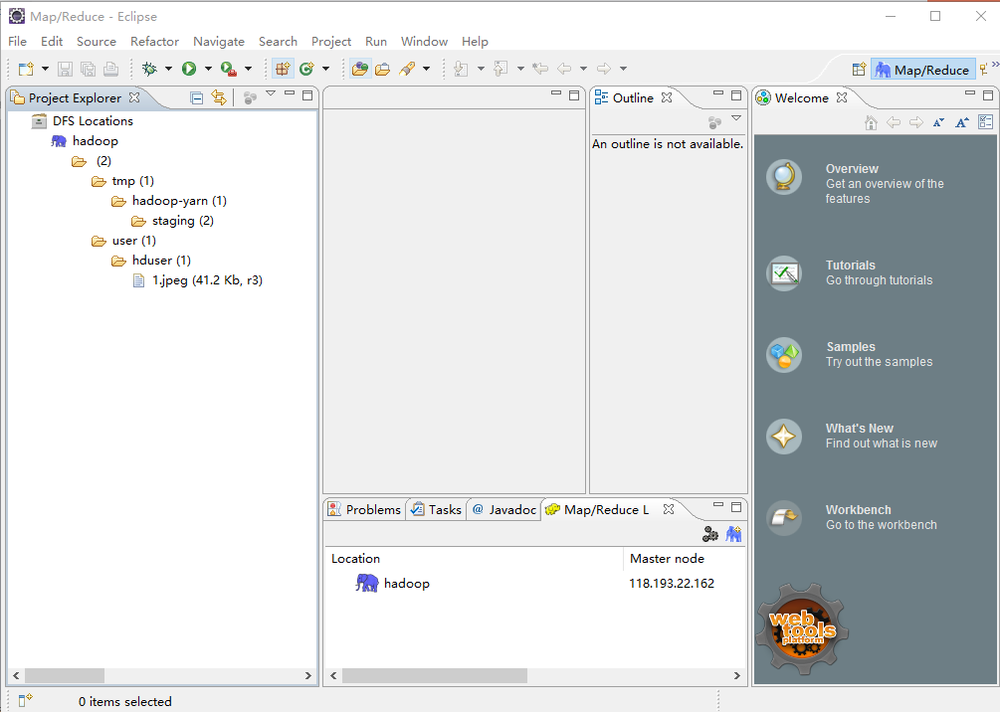 Map/Reduce - Eclipse
File Edit Source Refactor Navigate Search Project Run Window Help
Map/Reduce
Project Explorer
DFS Locations
hadoop
(2)
tmp (1)
hadoop-yarn (1)
staging (2)
user (1)
hduser (1)
1.jpeg (41.2 Kb, r3)
Outline
An outline is not available.
Welcome
Overview
Get an overview of the
features
Tutorials
Go through tutorials
Samples
Try out the samples
What's New
Find out what is new
Workbench
Go to the workbench
web
tools
platform
Problems Tasks @ Javadoc Map/Reduce L
Location Master node
hadoop 118.193.22.162
0 items selected